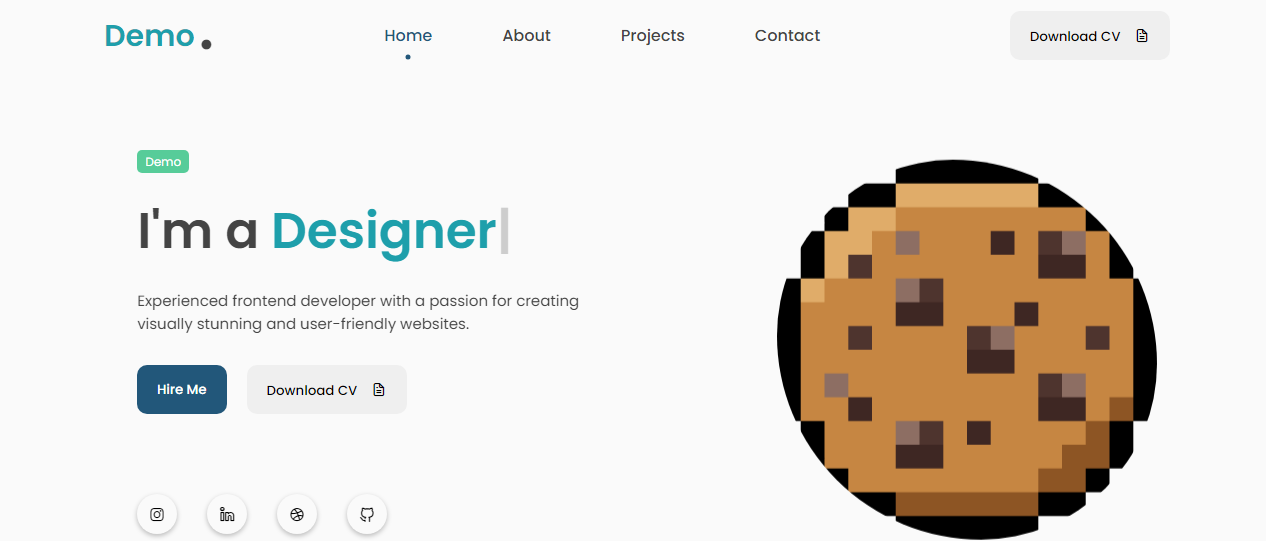 Demo .
Home About Projects Contact Download CV
Demo
I'm a Designer|
Experienced frontend developer with a passion for creating
visually stunning and user-friendly websites.
Hire Me Download CV